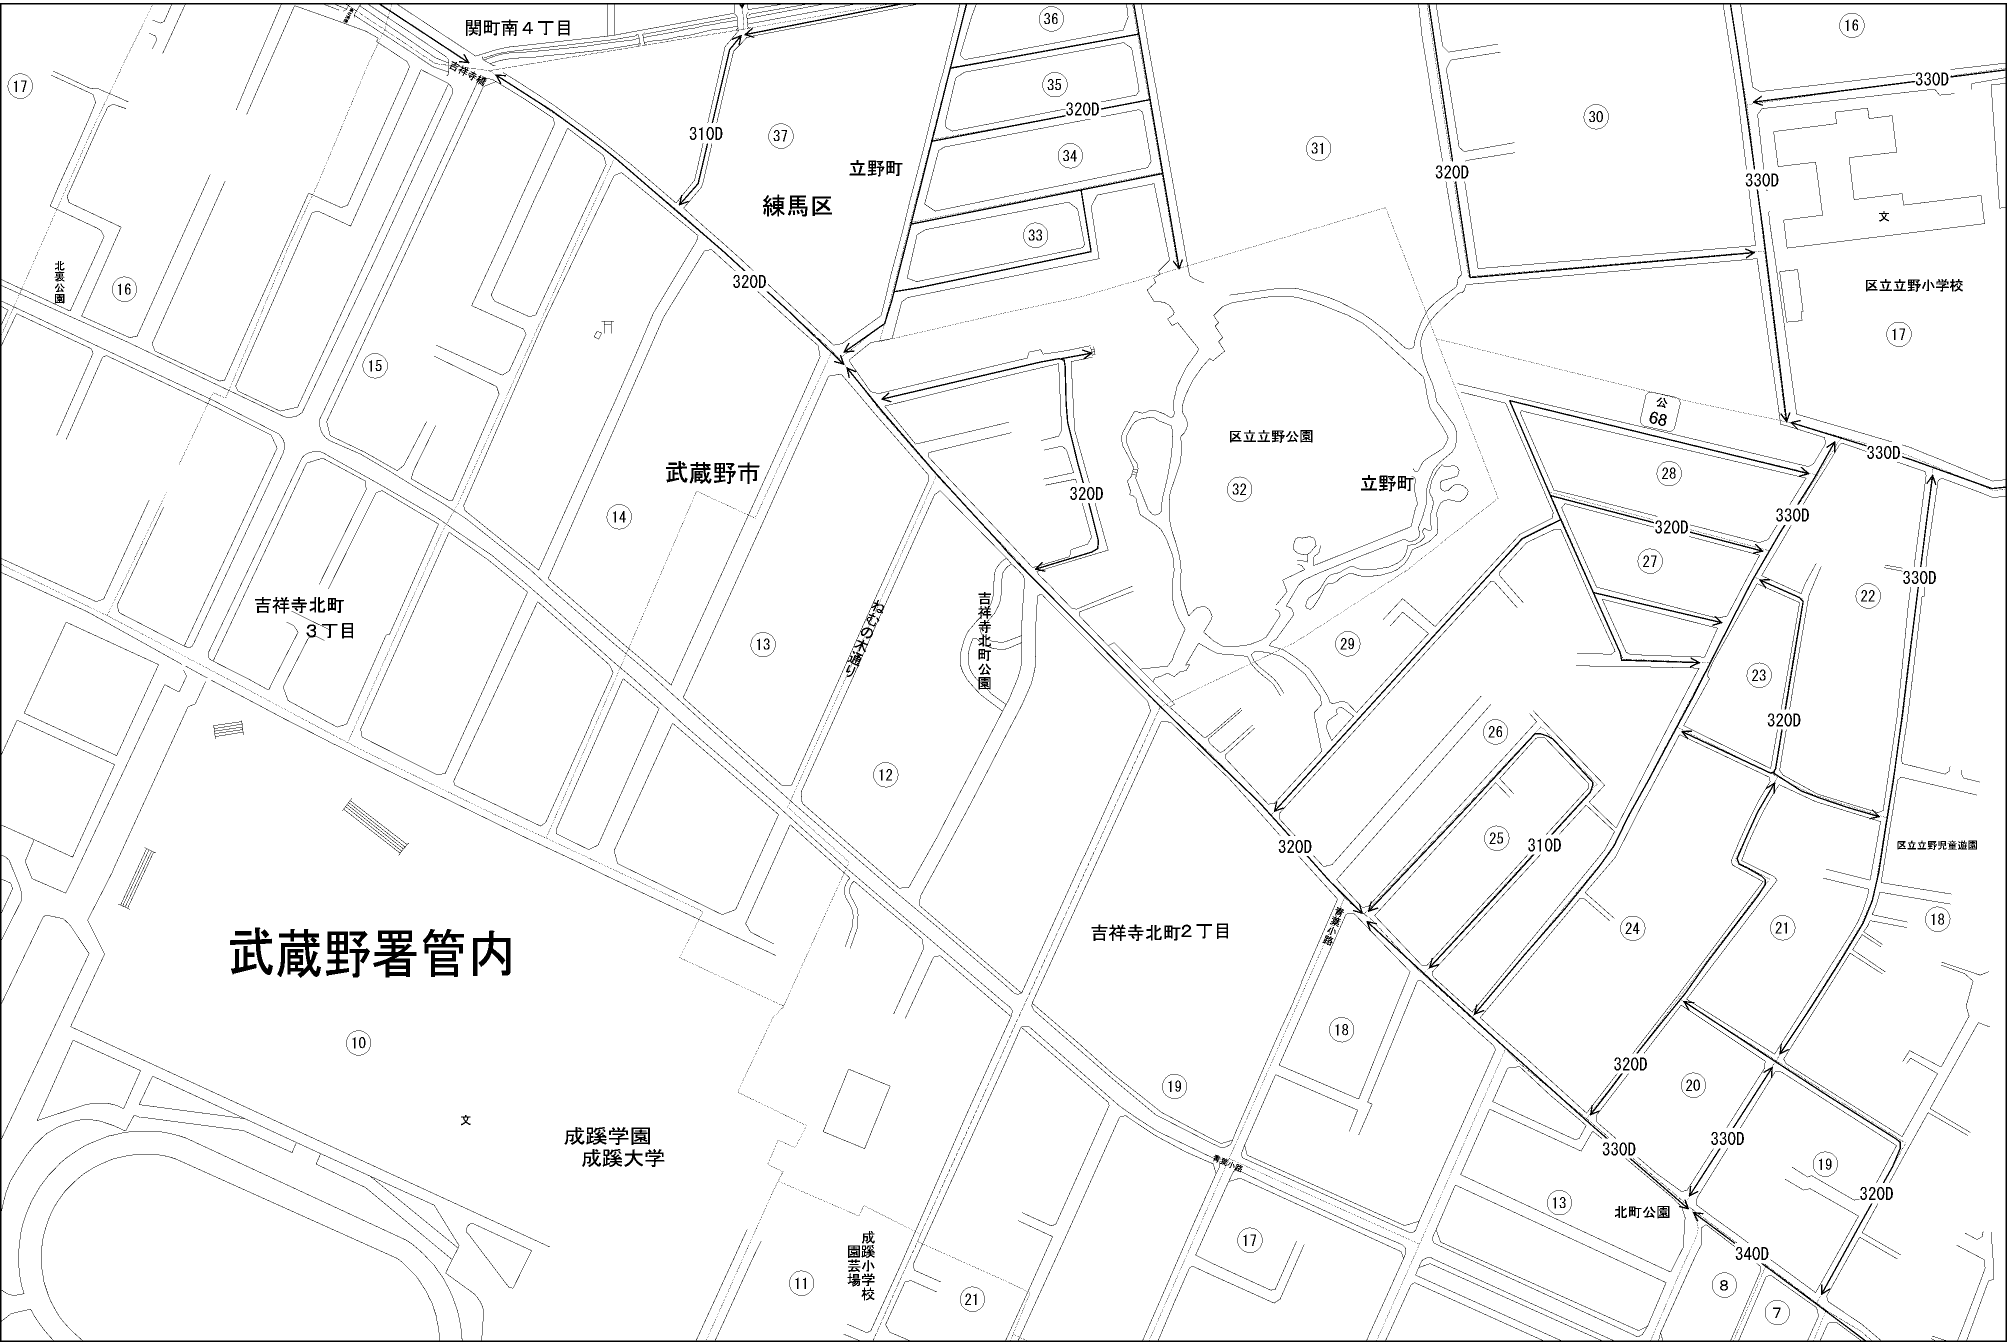 関町南4丁目
36
16
17
吉祥寺橋
35
330D
320D
310D
37
30
34
31
立野町
320D
330D
練馬区
文
33
北裏公園
16
320D
区立立野小学校
17
15
公
68
区立立野公園
330D
武蔵野市
28
立野町
32
320D
14
330D
320D
27
330D
22
吉祥寺北町
3丁目
ねむの木通り
吉祥寺北町公園
13
29
23
320D
26
12
25
310D
320D
区立立野児童遊園
青葉小路
18
24
21
吉祥寺北町2丁目
武蔵野署管内
18
10
320D
19
20
文
成蹊学園
成蹊大学
330D
330D
青葉小路
19
320D
13
北町公園
成蹊小学校
園芸場
17
340D
11
21
8
7